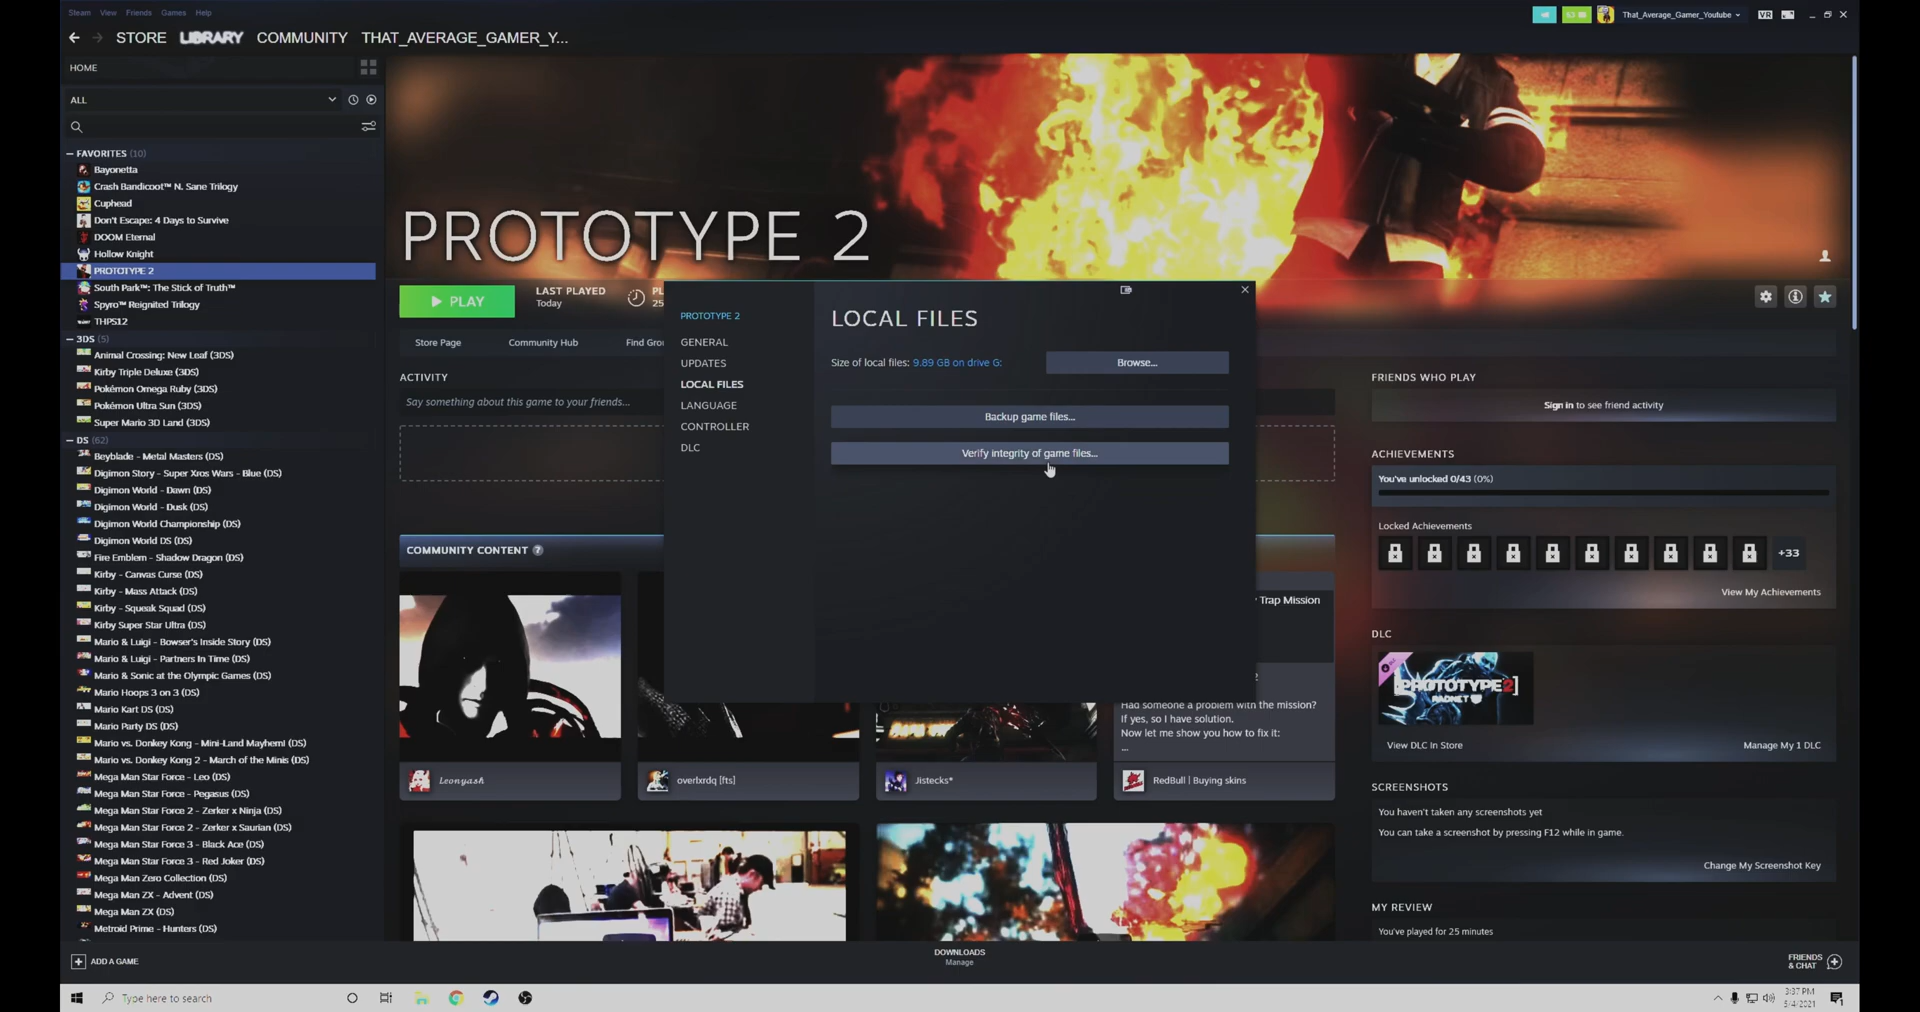 Steam View Friends Games Help
That_Average_Gamer_Youtube
VR
STORE LIBRARY COMMUNITY THAT_AVERAGE_GAMER_Y...
HOME
ALL
FAVORITES (10)
Bayonetta
Crash Bandicoot™ N. Sane Trilogy
Cuphead
Don't Escape: 4 Days to Survive
DOOM Eternal
Hollow Knight
PROTOTYPE 2
South Park™: The Stick of Truth™
Spyro™ Reignited Trilogy
THPS12
3DS (5)
Animal Crossing: New Leaf (3DS)
Kirby Triple Deluxe (3DS)
Pokémon Omega Ruby (3DS)
Pokémon Ultra Sun (3DS)
Super Mario 3D Land (3DS)
DS (62)
Beyblade - Metal Masters (DS)
Digimon Story - Super Xros Wars - Blue (DS)
Digimon World - Dawn (DS)
Digimon World - Dusk (DS)
Digimon World Championship (DS)
Digimon World DS (DS)
Fire Emblem - Shadow Dragon (DS)
Kirby - Canvas Curse (DS)
Kirby - Mass Attack (DS)
Kirby - Squeak Squad (DS)
Kirby Super Star Ultra (DS)
Mario & Luigi - Bowser's Inside Story (DS)
Mario & Luigi - Partners In Time (DS)
Mario & Sonic at the Olympic Games (DS)
Mario Hoops 3 on 3 (DS)
Mario Kart DS (DS)
Mario Party DS (DS)
Mario vs. Donkey Kong - Mini-Land Mayhem! (DS)
Mario vs. Donkey Kong 2 - March of the Minis (DS)
Mega Man Star Force - Leo (DS)
Mega Man Star Force - Pegasus (DS)
Mega Man Star Force 2 - Zerker x Ninja (DS)
Mega Man Star Force 2 - Zerker x Saurian (DS)
Mega Man Star Force 3 - Black Ace (DS)
Mega Man Star Force 3 - Red Joker (DS)
Mega Man Zero Collection (DS)
Mega Man ZX - Advent (DS)
Mega Man ZX (DS)
Metroid Prime - Hunters (DS)
PROTOTYPE 2
PLAY
LAST PLAYED
Today
PL
25
Store Page Community Hub Find Grou
ACTIVITY
Say something about this game to your friends...
PROTOTYPE 2
GENERAL
UPDATES
LOCAL FILES
LANGUAGE
CONTROLLER
DLC
LOCAL FILES
Size of local files: 9.89 GB on drive G:
Browse...
Backup game files...
Verify integrity of game files...
COMMUNITY CONTENT ?
Trap Mission
Had someone a problem with the mission?
If yes, so I have solution.
Now let me show you how to fix it:
...
Leonyash
overlxrdq [fts]
Jistecks*
RedBull | Buying skins
FRIENDS WHO PLAY
Sign in to see friend activity
ACHIEVEMENTS
You've unlocked 0/43 (0%)
Locked Achievements
+33
View My Achievements
DLC
[PROTOTYPE2]
RADNET
View DLC In Store
Manage My 1 DLC
SCREENSHOTS
You haven't taken any screenshots yet
You can take a screenshot by pressing F12 while in game.
Change My Screenshot Key
MY REVIEW
You've played for 25 minutes
ADD A GAME
DOWNLOADS
Manage
FRIENDS
& CHAT
Type here to search
3:37 PM
5/4/2021